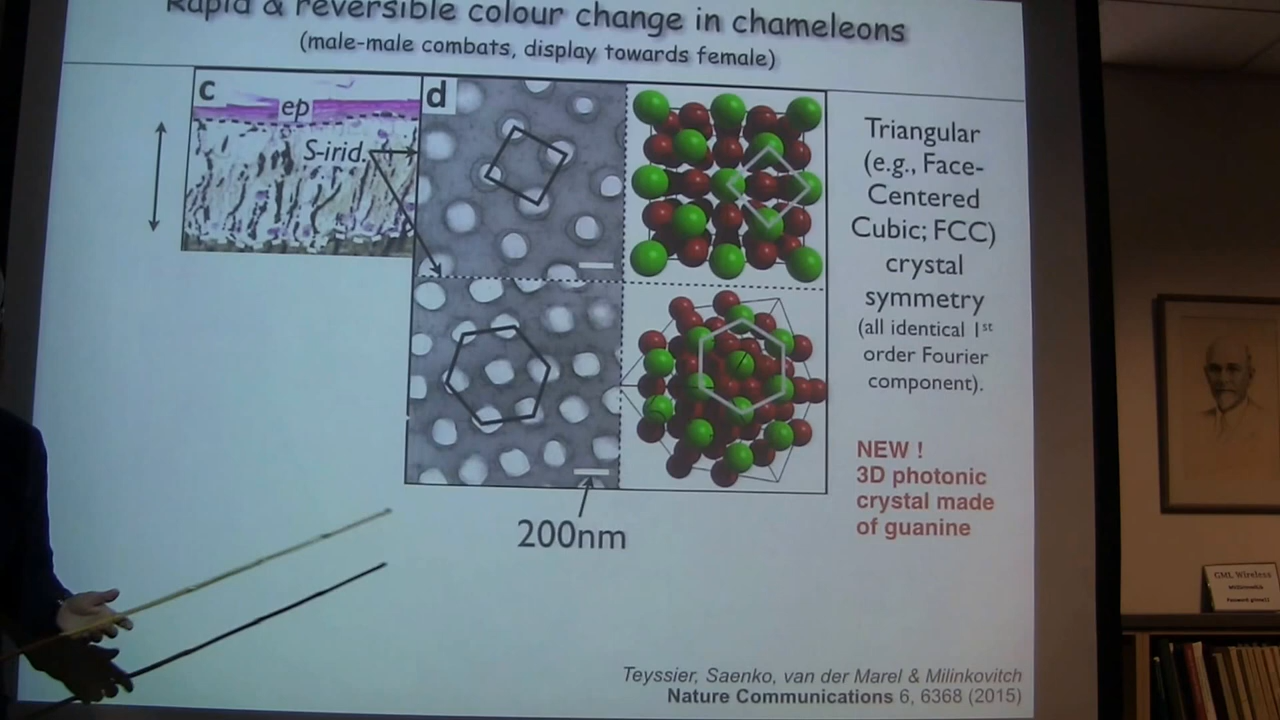 Rapid & reversible colour change in chameleons
(male-male combats, display towards female)
c
ep
S-irid.
d
Triangular
(e.g., Face-
Centered
Cubic; FCC)
crystal
symmetry
(all identical 1st
order Fourier
component).
NEW !
3D photonic
crystal made
of guanine
200nm
Teyssier, Saenko, van der Marel & Milinkovitch
Nature Communications 6, 6368 (2015)
GML Wireless